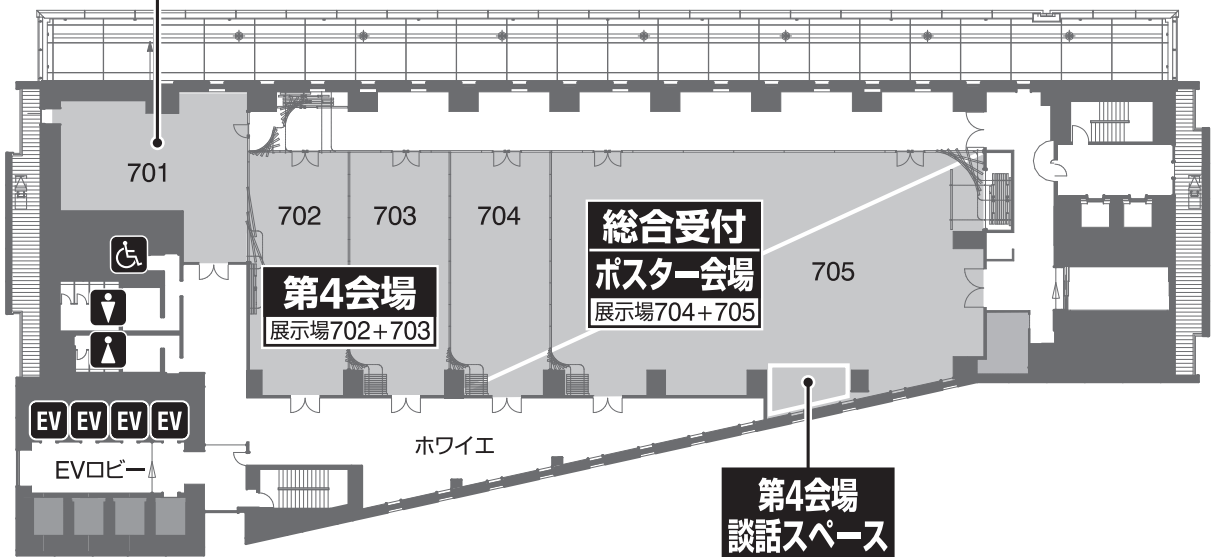 701
702
703
704
総合受付
ポスター会場
展示場704+705
705
第4会場
展示場702+703
EV
EV
EV
EV
EVロビー
ホワイエ
第4会場
談話スペース